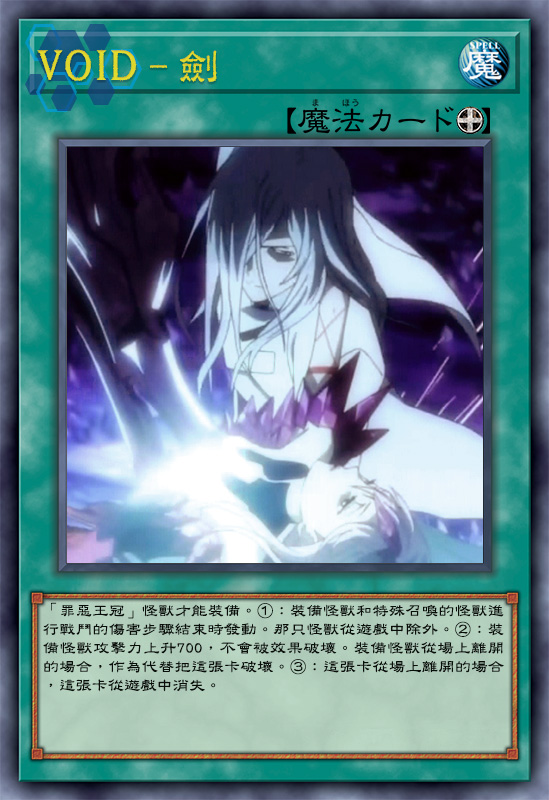 VOID - 劍
SPELL
魔
ま ほう
【魔法カード】
「罪惡王冠」怪獸才能裝備。①：裝備怪獸和特殊召喚的怪獸進
行戰鬥的傷害步驟結束時發動。那只怪獸從遊戲中除外。②：裝
備怪獸攻擊力上升700，不會被效果破壞。裝備怪獸從場上離開
的場合，作為代替把這張卡破壞。③：這張卡從場上離開的場合
，這張卡從遊戲中消失。